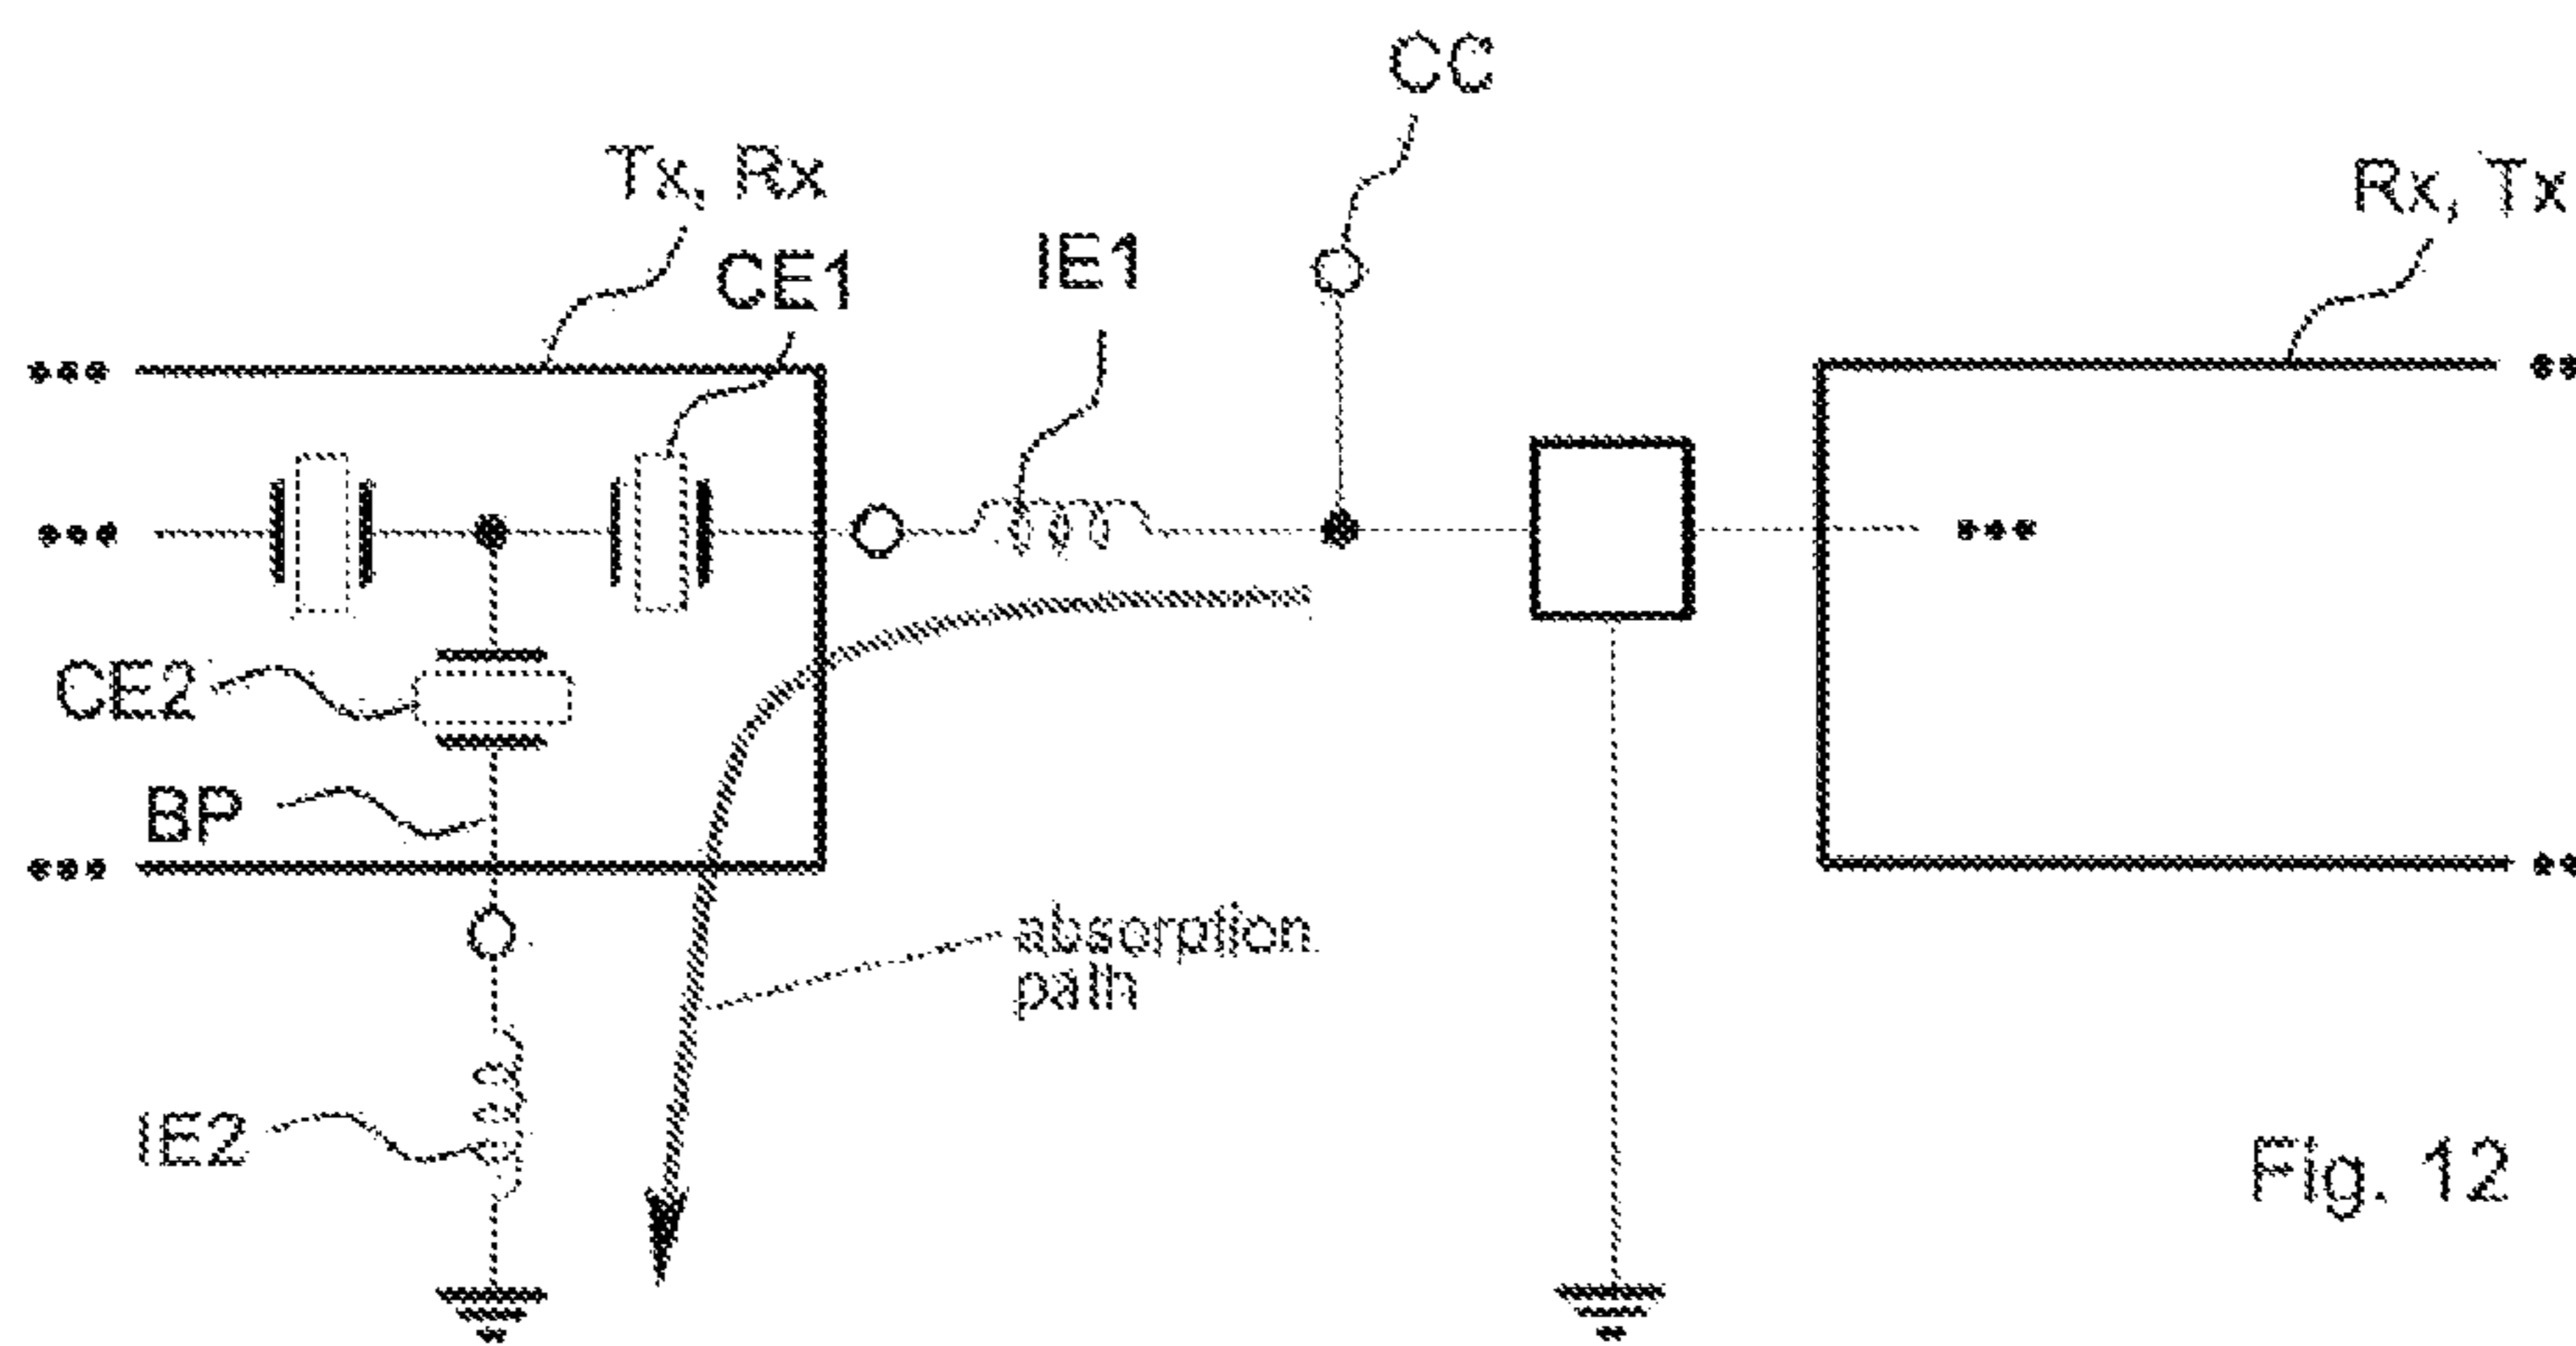 CC
Tx, Rx
Rx, Tx
CE1
IE1
CE2
BP
absorption
path
IE2
Fig. 12